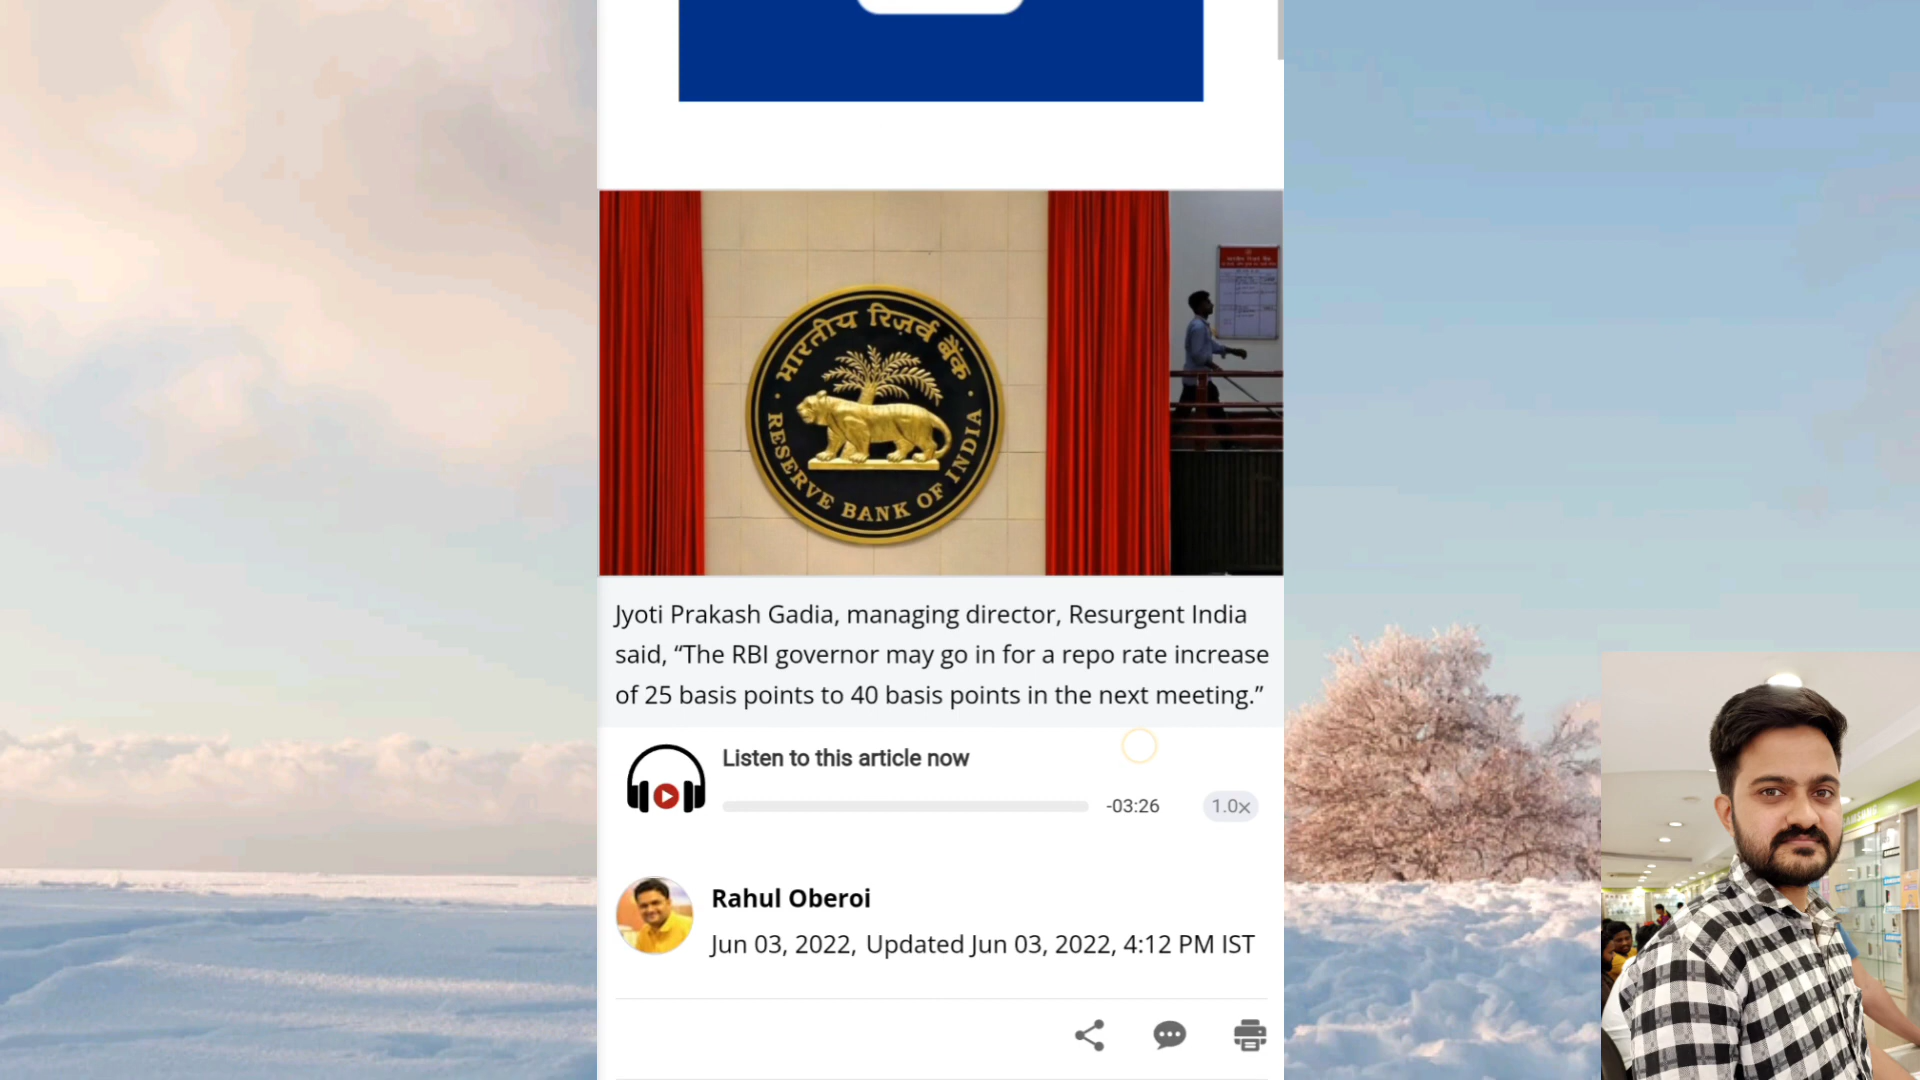 भारतीय रिज़र्व बैंक
RESERVE BANK OF INDIA
Jyoti Prakash Gadia, managing director, Resurgent India
said, “The RBI governor may go in for a repo rate increase
of 25 basis points to 40 basis points in the next meeting.”
Listen to this article now
-03:26
1.0x
Rahul Oberoi
Jun 03, 2022, Updated Jun 03, 2022, 4:12 PM IST
SAMSUNG